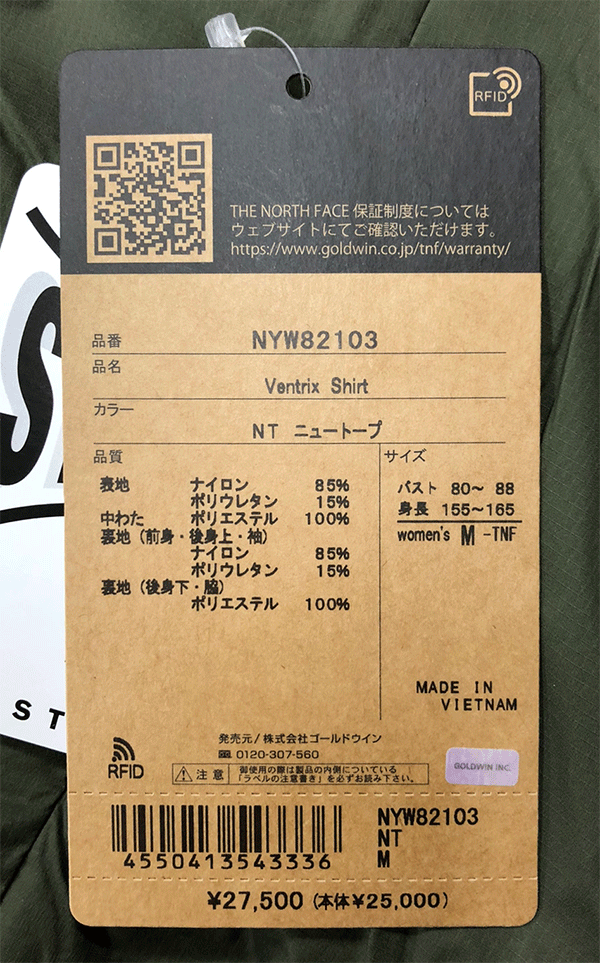 RFID
THE NORTH FACE 保証制度については
ウェブサイトにてご確認いただけます。
https://www.goldwin.co.jp/tnf/warranty/
品番 NYW82103
品名
Ventrix Shirt
カラー
NT ニュートープ
品質
表地 ナイロン 85%
ポリウレタン 15%
中わた ポリエステル 100%
裏地(前身・後身上・袖)
ナイロン 85%
ポリウレタン 15%
裏地(後身下・脇)
ポリエステル 100%
サイズ
バスト 80〜 88
身長 155〜165
women's M -TNF
MADE IN
VIETNAM
発売元/株式会社ゴールドウイン
0120-307-560
RFID
注意
御使用の際は製品の内側についている
「ラベルの注意書き」を必ずお読み下さい。
GOLDWIN INC.
4550413543336
NYW82103
NT
M
¥27,500 (本体¥25,000)
S T